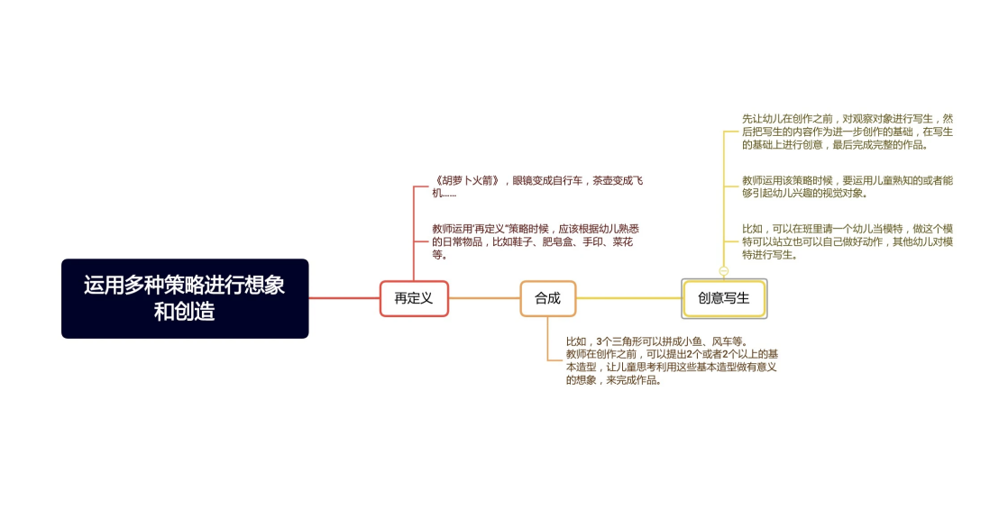 运用多种策略进行想象
和创造
再定义
《胡萝卜火箭》，眼镜变成自行车，茶壶变成飞
机……
教师运用‘再定义’‘策略时候，应该根据幼儿熟悉
的日常物品，比如鞋子、肥皂盒、手印、菜花
等。
合成
比如，3个三角形可以拼成小鱼、风车等。
教师在创作之前，可以提出2个或者2个以上的基
本造型，让儿童思考利用这些基本造型做有意义
的想象，来完成作品。
创意写生
先让幼儿在创作之前，对观察对象进行写生，然
后把写生的内容作为进一步创作的基础，在写生
的基础上进行创意，最后完成完整的作品。
教师运用该策略时候，要运用儿童熟知的或者能
够引起幼儿兴趣的视觉对象。
比如，可以在班里请一个幼儿当模特，做这个模
特可以站立也可以自己做好动作，其他幼儿对模
特进行写生。